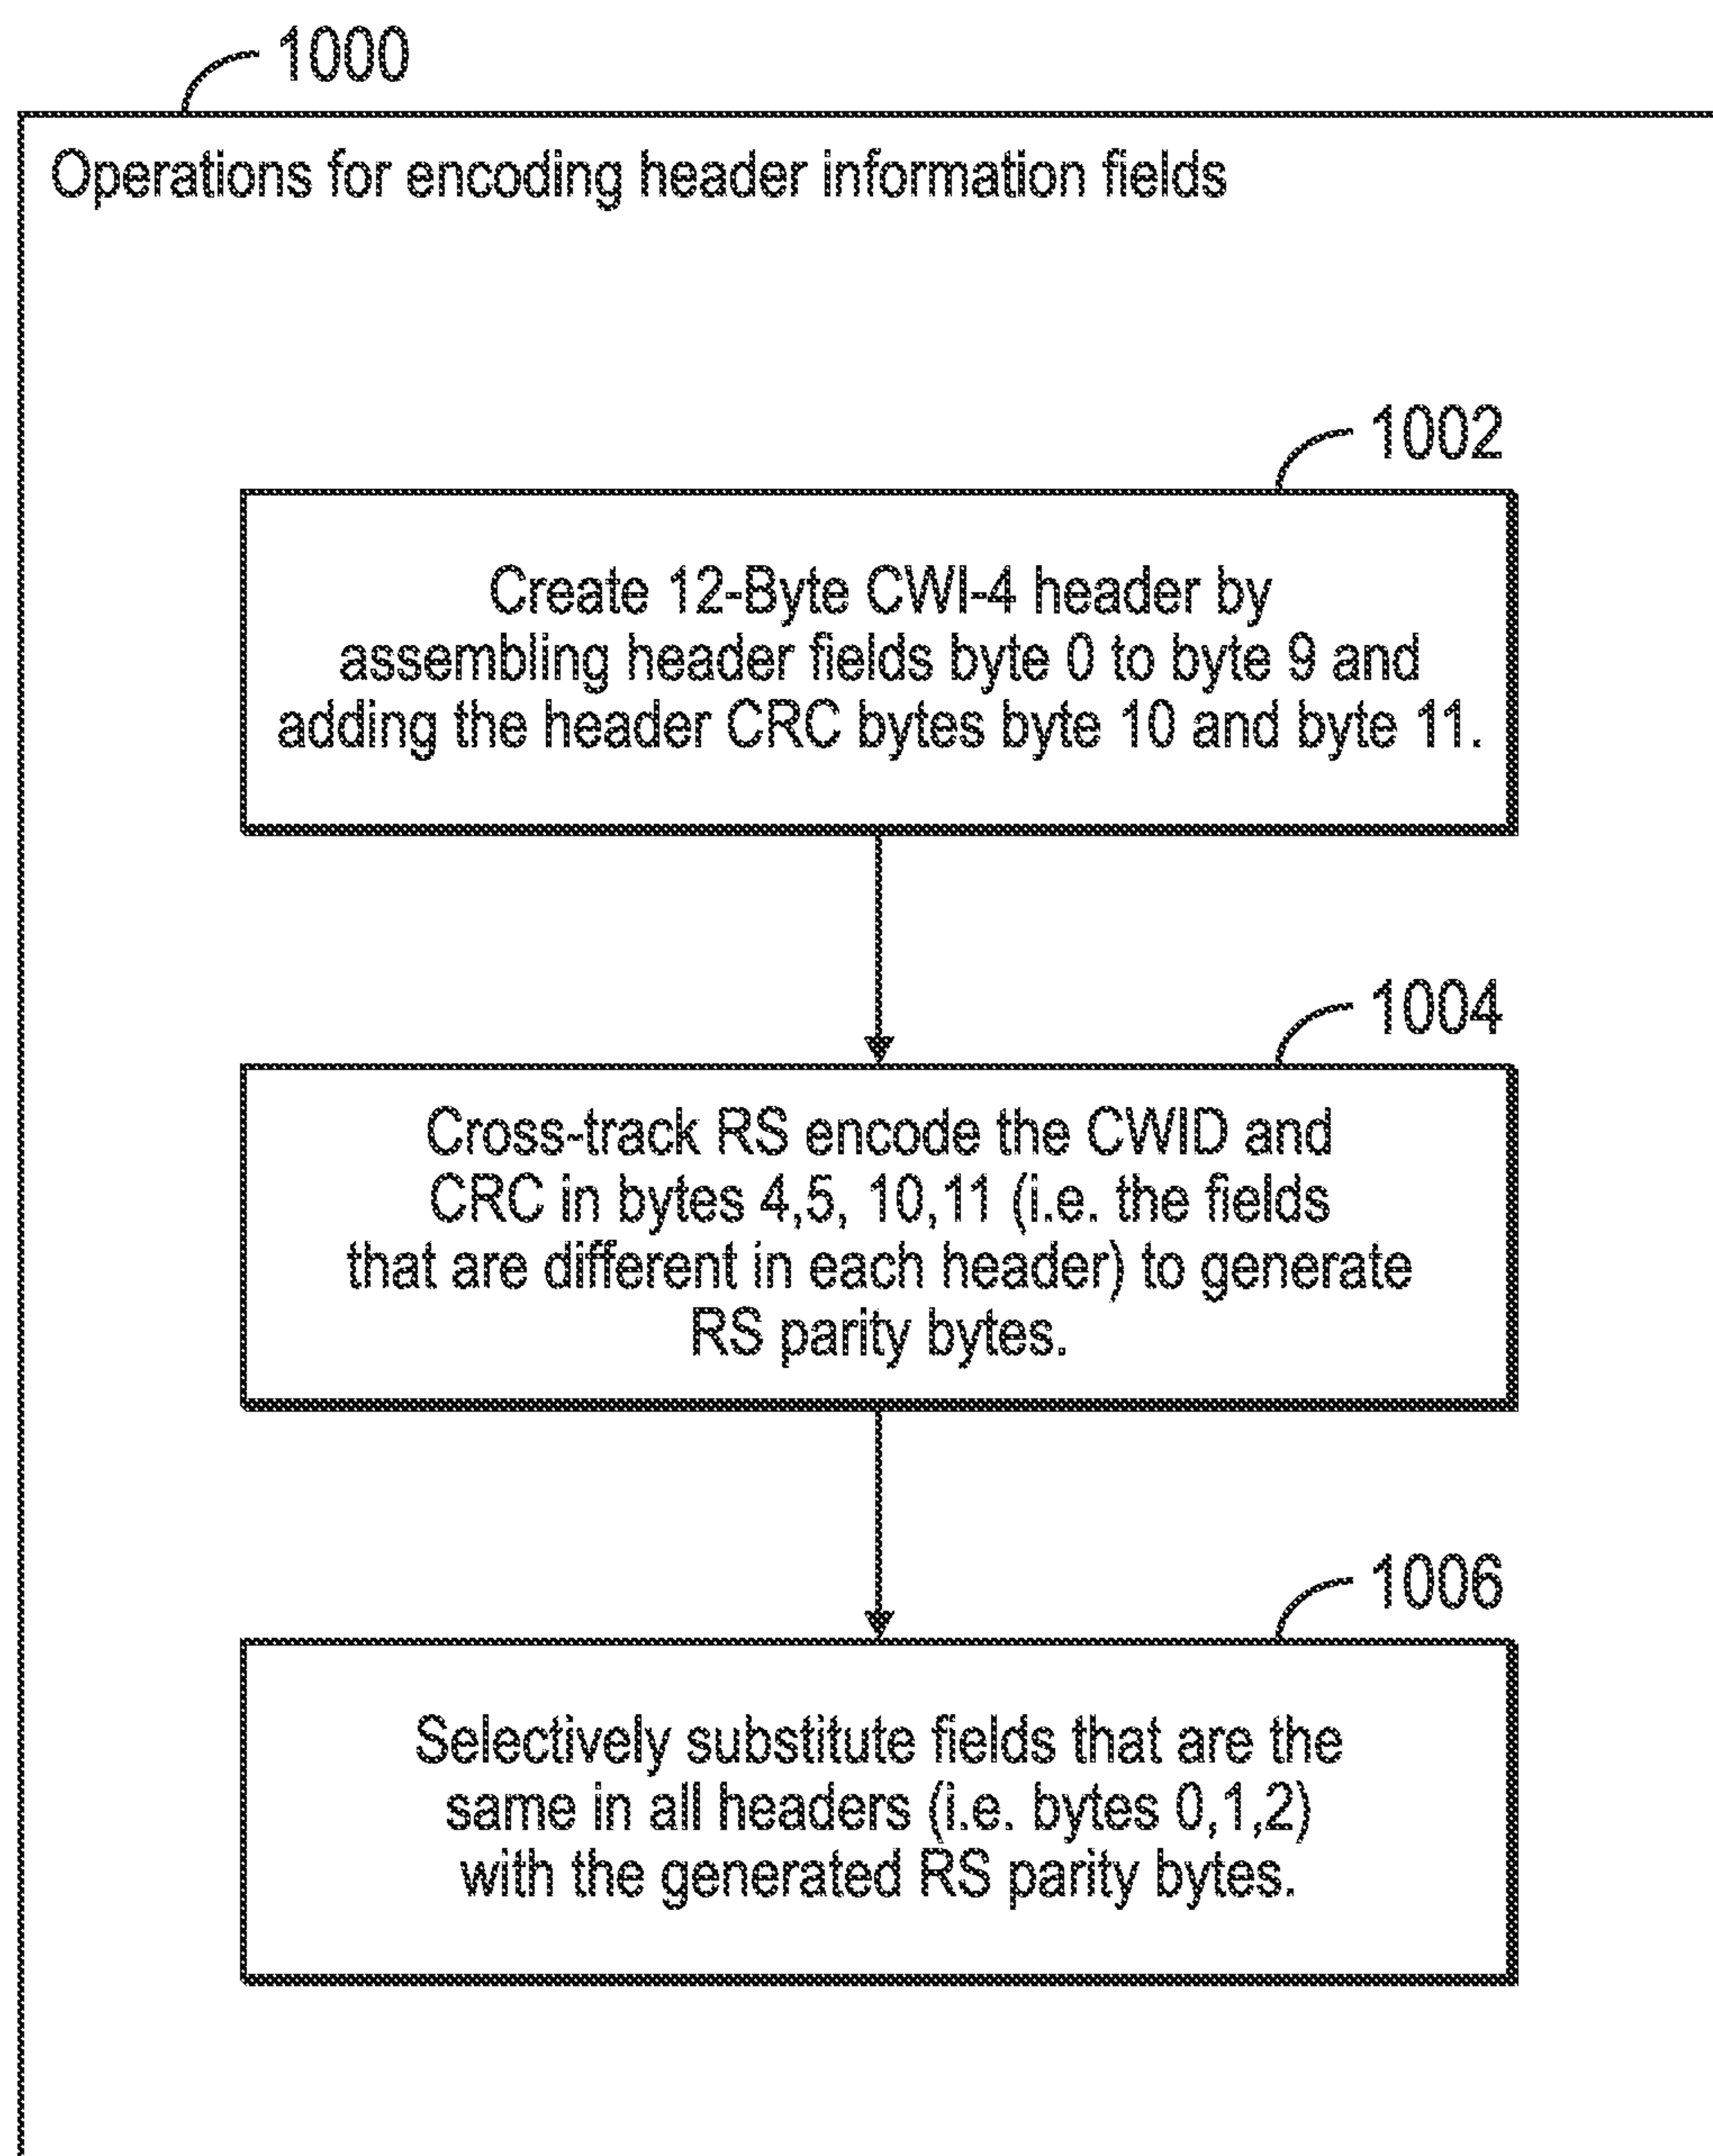 1000
Operations for encoding header information fields
1002
Create 12-Byte CWI-4 header by
assembling header fields byte 0 to byte 9 and
adding the header CRC bytes byte 10 and byte 11.
1004
Cross-track RS encode the CWID and
CRC in bytes 4,5, 10,11 (i.e. the fields
that are different in each header) to generate
RS parity bytes.
1006
Selectively substitute fields that are the
same in all headers (i.e. bytes 0,1,2)
with the generated RS parity bytes.